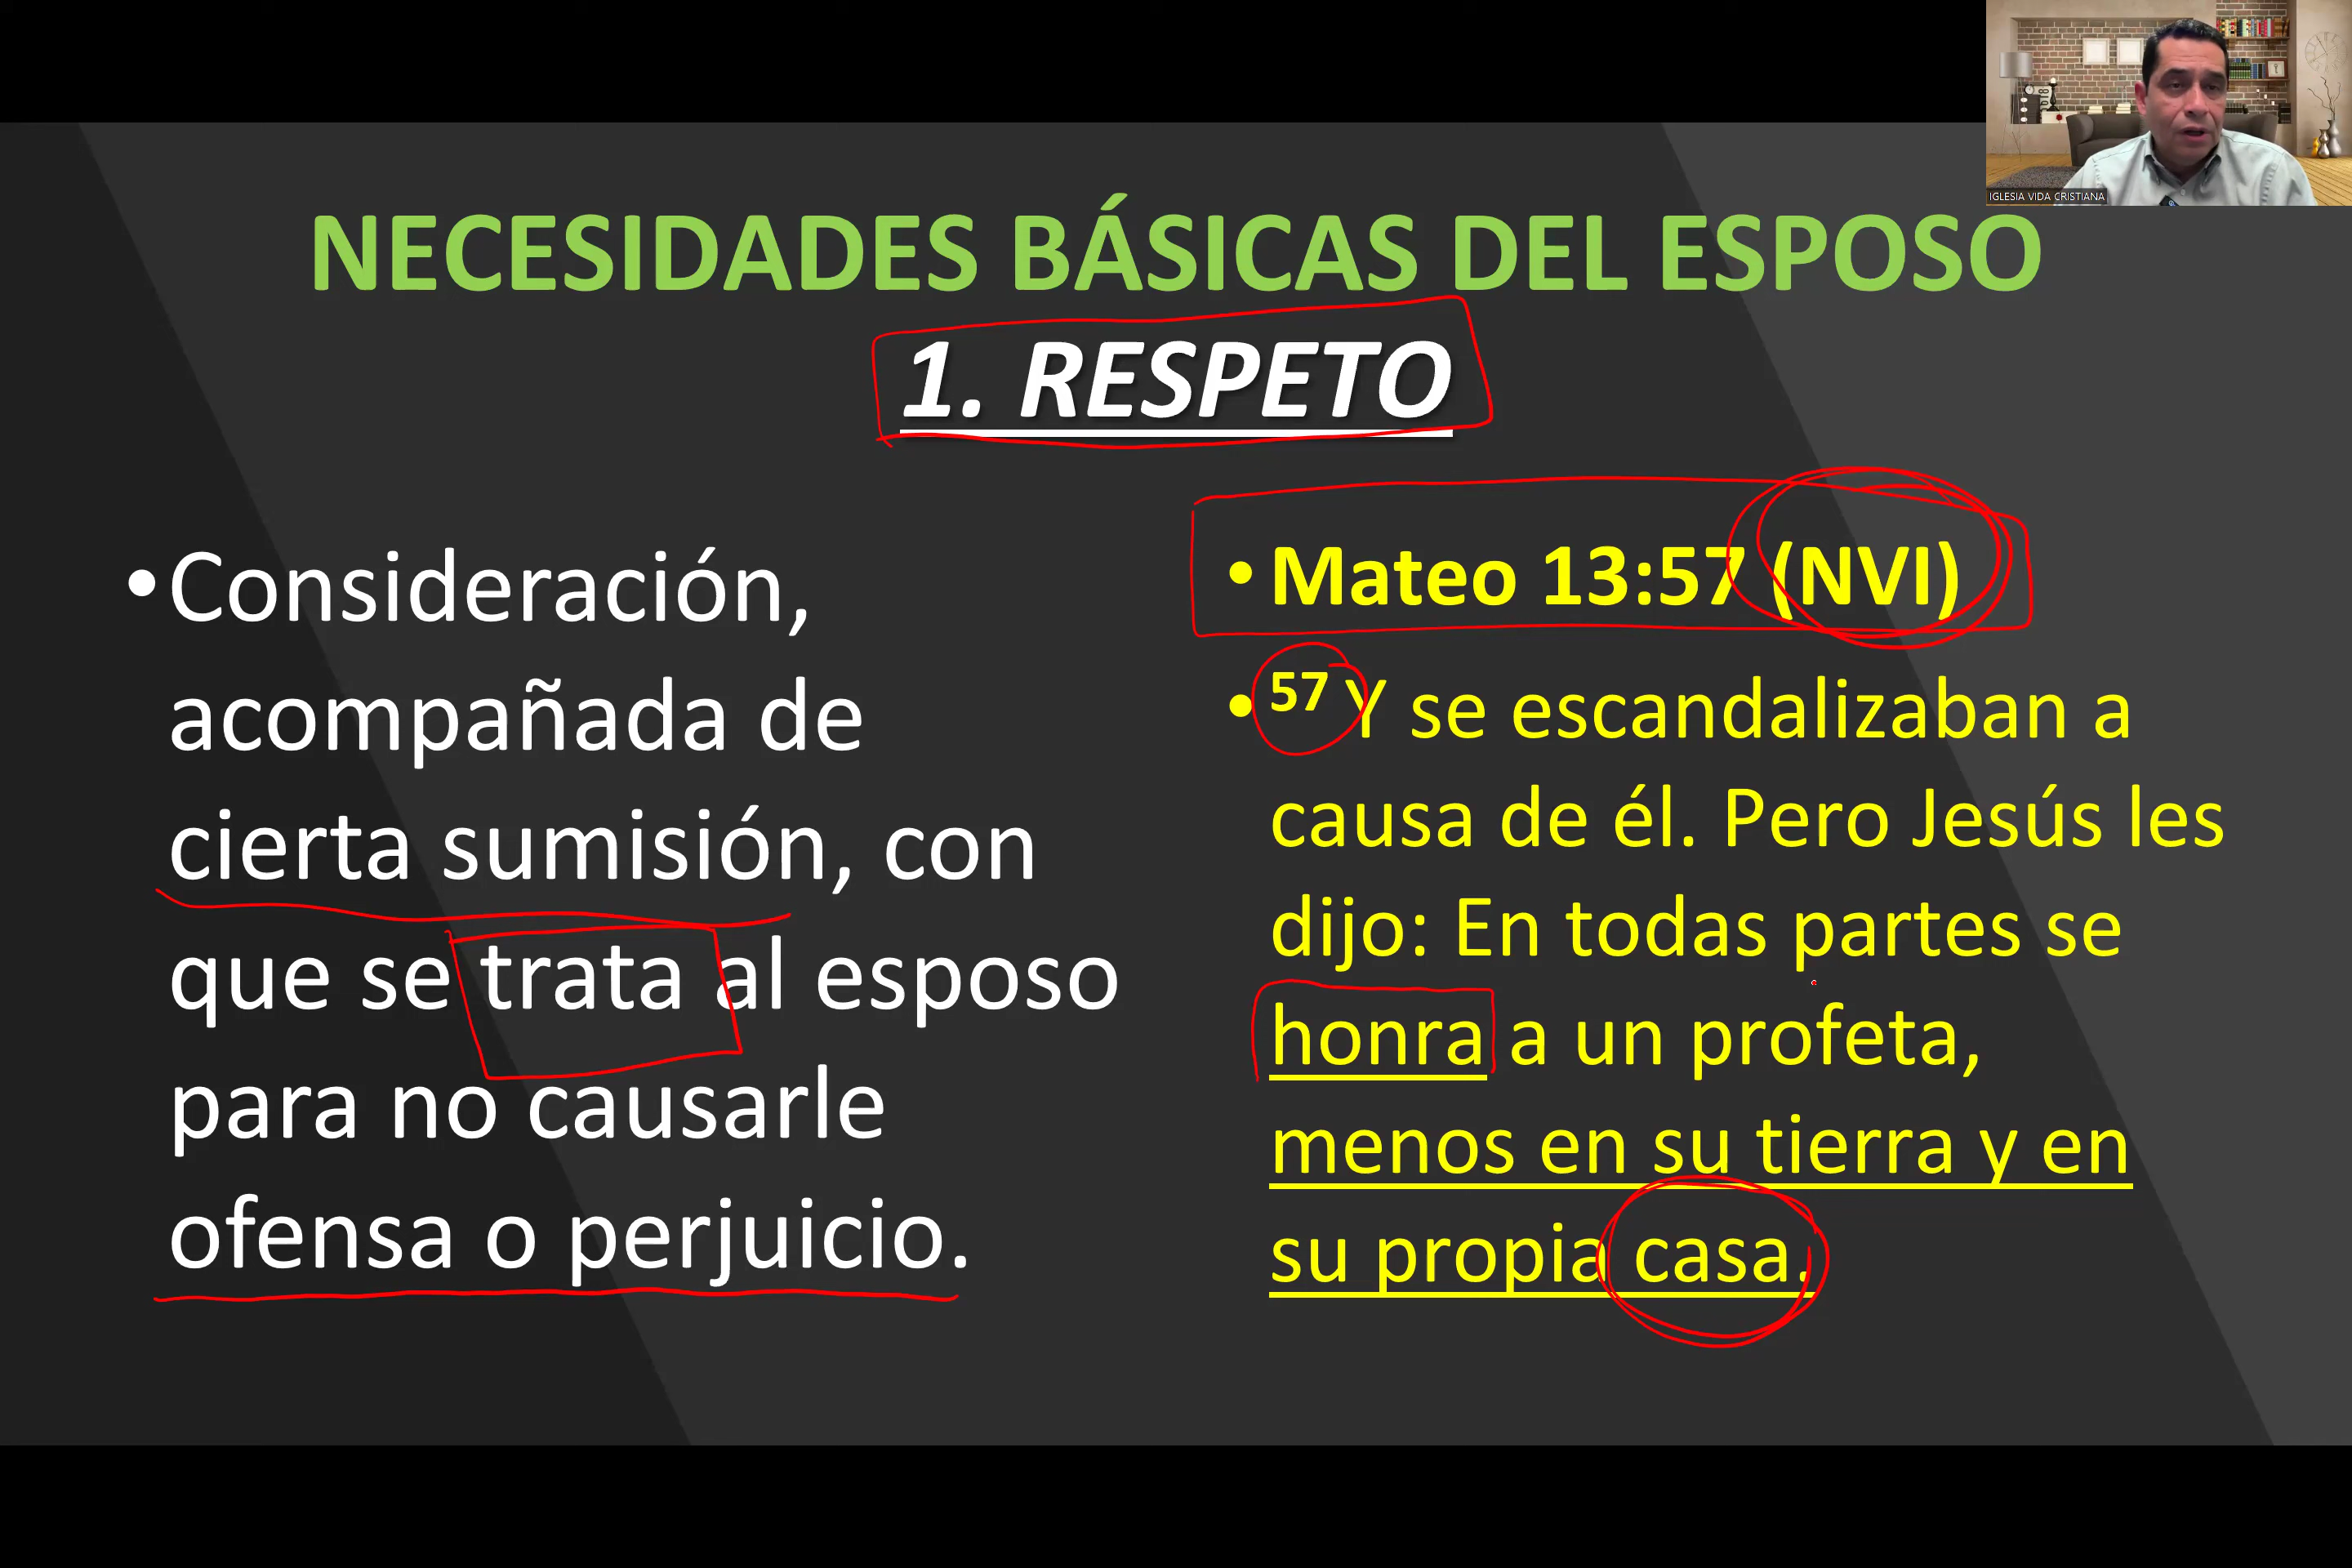 IGLESIA VIDA CRISTIANA
NECESIDADES BÁSICAS DEL ESPOSO
1. RESPETO
•Consideración,
acompañada de
cierta sumisión, con
que se trata al esposo
para no causarle
ofensa o perjuicio.
• Mateo 13:57 (NVI)
• 57 Y se escandalizaban a
causa de él. Pero Jesús les
dijo: En todas partes se
honra a un profeta,
menos en su tierra y en
su propia casa.